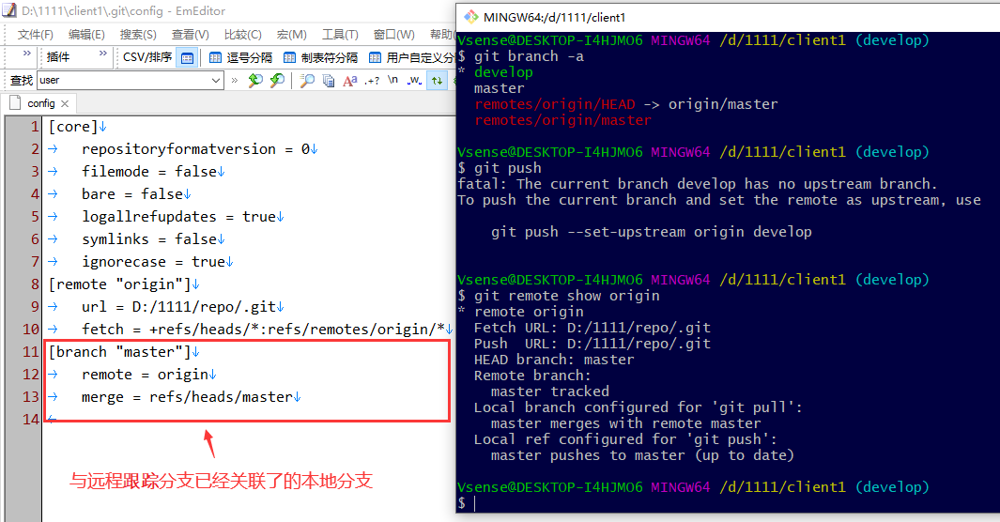 D:\1111\client1\.git\config - EmEditor
文件(F) 编辑(E) 搜索(S) 查看(V) 比较(C) 宏(M) 工具(T) 窗口(W) 帮助(
» 插件 » CSV/排序 逗号分隔 制表符分隔 用户自定义分
查找 user » .+? \n .w.
config ×
1 [core]↓
2 → repositoryformatversion = 0↓
3 → filemode = false↓
4 → bare = false↓
5 → logallrefupdates = true↓
6 → symlinks = false↓
7 → ignorecase = true↓
8 [remote "origin"]↓
9 → url = D:/1111/repo/.git↓
10 → fetch = +refs/heads/*:refs/remotes/origin/*↓
11 [branch "master"]↓
12 → remote = origin↓
13 → merge = refs/heads/master↓
14 ←
与远程跟踪分支已经关联了的本地分支
MINGW64:/d/1111/client1
Vsense@DESKTOP-I4HJMO6 MINGW64 /d/1111/client1 (develop)
$ git branch -a
* develop
master
remotes/origin/HEAD -> origin/master
remotes/origin/master
Vsense@DESKTOP-I4HJMO6 MINGW64 /d/1111/client1 (develop)
$ git push
fatal: The current branch develop has no upstream branch.
To push the current branch and set the remote as upstream, use
git push --set-upstream origin develop
Vsense@DESKTOP-I4HJMO6 MINGW64 /d/1111/client1 (develop)
$ git remote show origin
* remote origin
Fetch URL: D:/1111/repo/.git
Push  URL: D:/1111/repo/.git
HEAD branch: master
Remote branch:
master tracked
Local branch configured for 'git pull':
master merges with remote master
Local ref configured for 'git push':
master pushes to master (up to date)
Vsense@DESKTOP-I4HJMO6 MINGW64 /d/1111/client1 (develop)
$